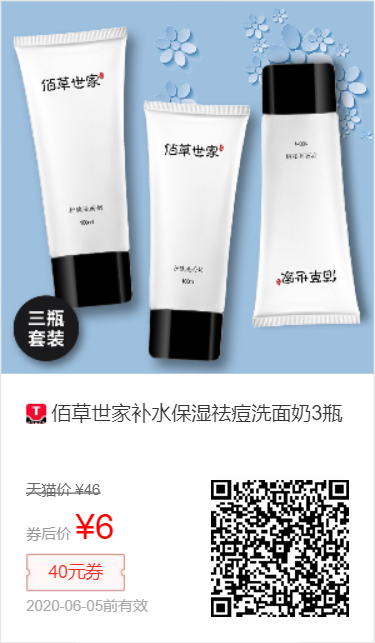 佰草世家
佰草世家
100ml
100ml
佰草世家
三瓶
套装
佰草世家补水保湿祛痘洗面奶3瓶
天猫价 ¥46
券后价 ¥6
40元券
2020-06-05前有效